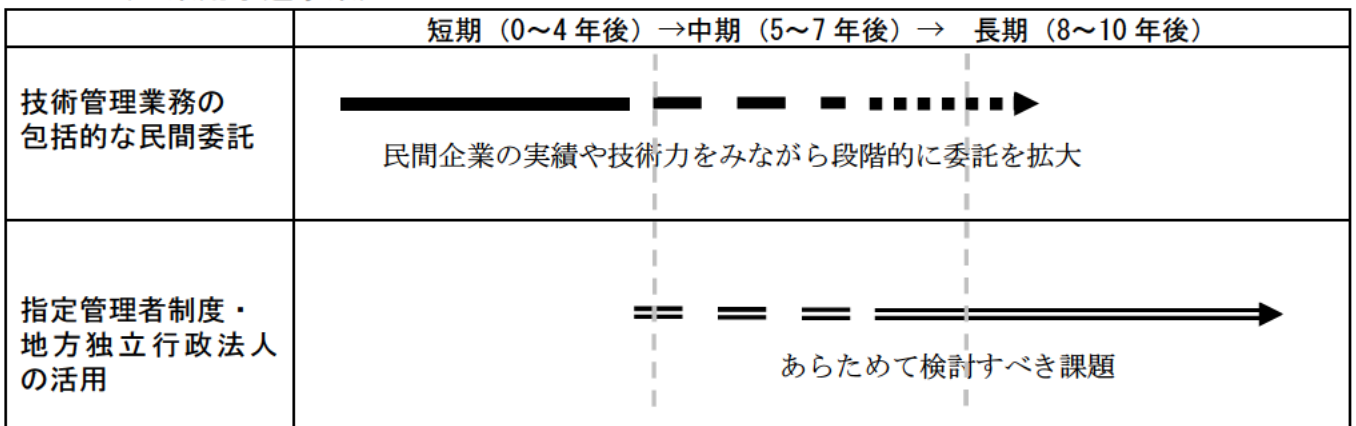 短期（0～4 年後）→中期（5～7 年後）→ 長期（8～10 年後）
技術管理業務の
包括的な民間委託
民間企業の実績や技術力をみながら段階的に委託を拡大
指定管理者制度・
地方独立行政法人
の活用
あらためて検討すべき課題